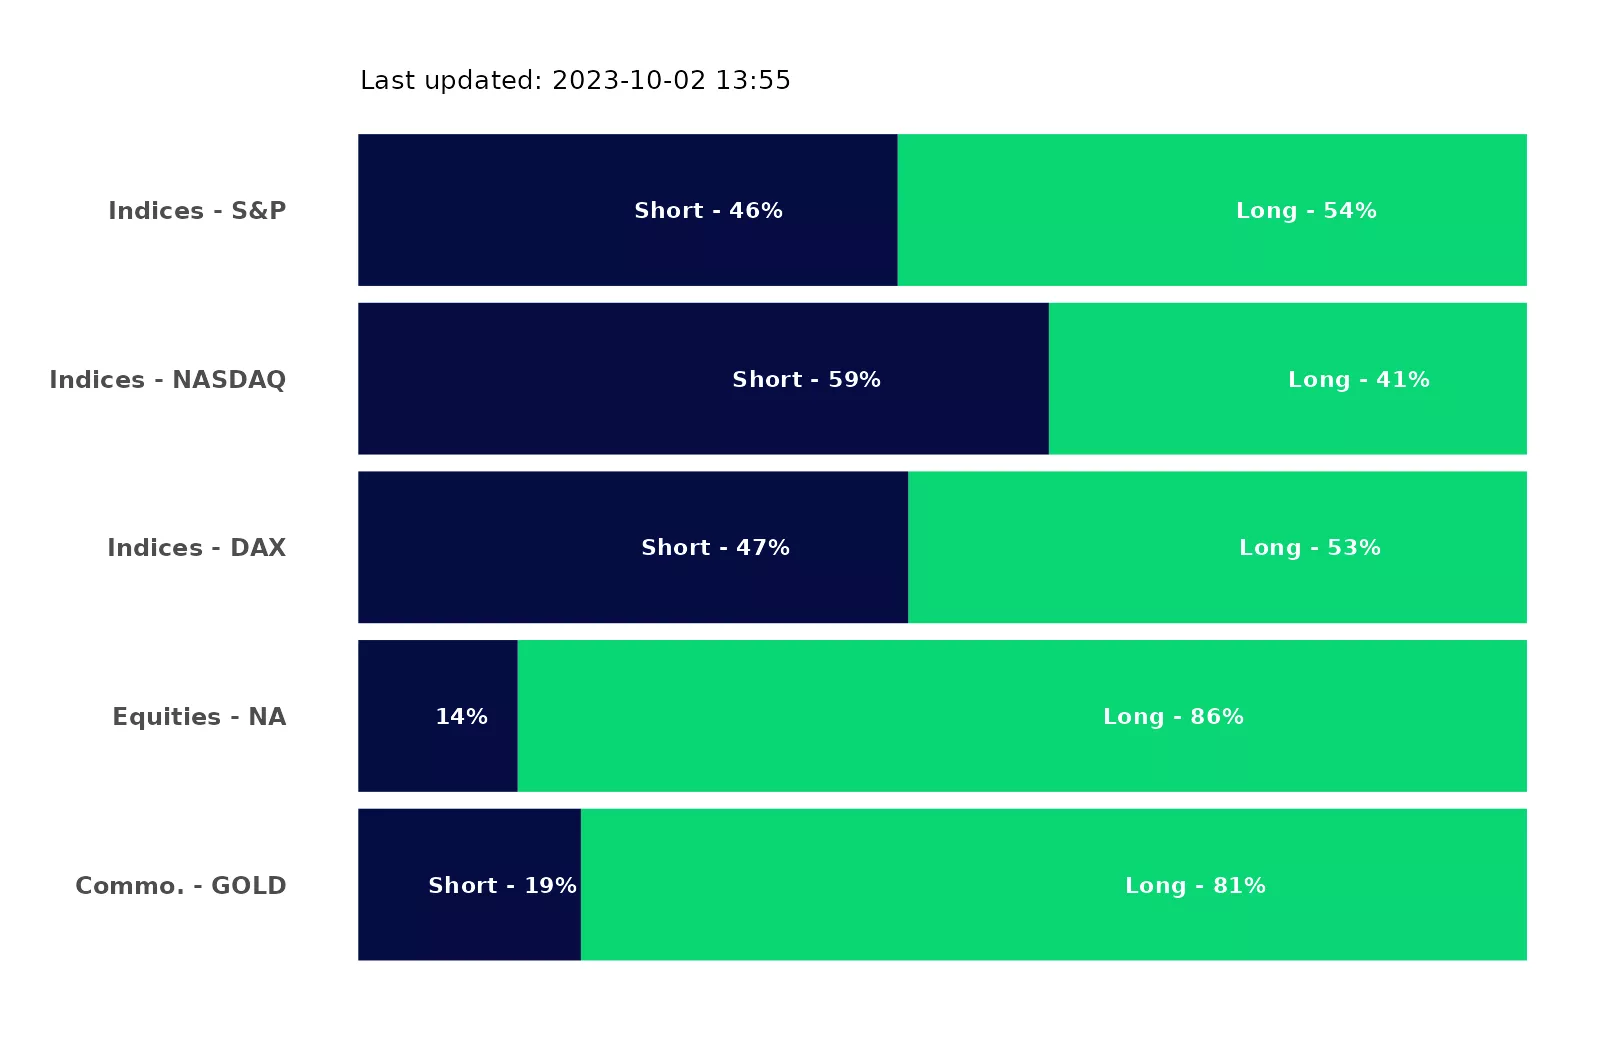 Last updated: 2023-10-02 13:55
Indices - S&P Short - 46% Long - 54%
Indices - NASDAQ Short - 59% Long - 41%
Indices - DAX Short - 47% Long - 53%
Equities - NA 14% Long - 86%
Commo. - GOLD Short - 19% Long - 81%